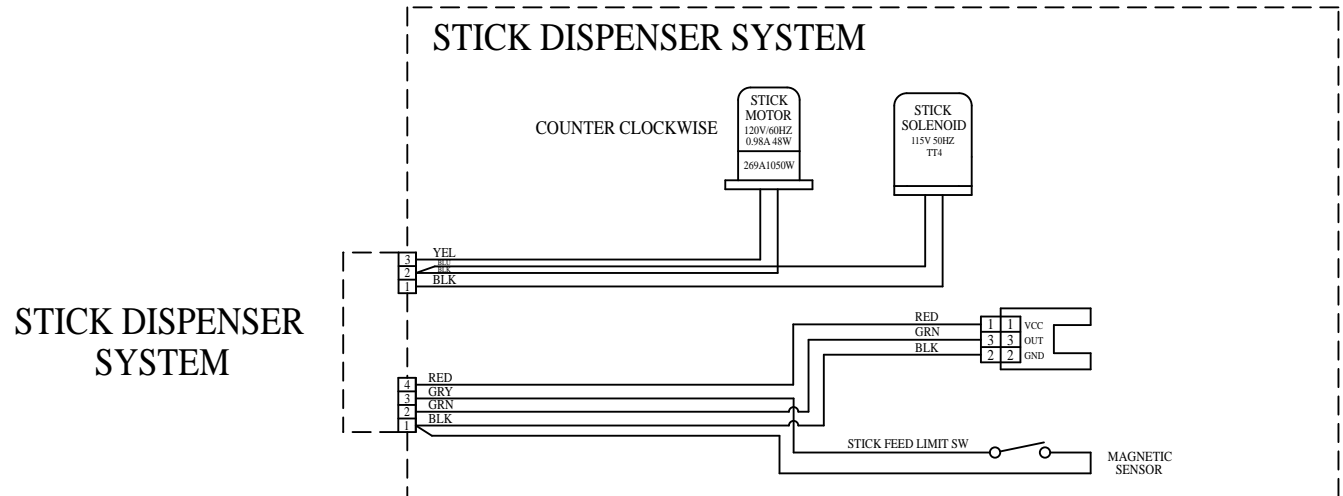 STICK DISPENSER SYSTEM
STICK
MOTOR
120V/60HZ
0.98A 48W
269A1050W
COUNTER CLOCKWISE
STICK
SOLENOID
115V 50HZ
TT4
3
YEL
BLU
2
BLK
1
BLK
STICK DISPENSER
SYSTEM
RED
1 1 VCC
GRN
3 3 OUT
BLK
2 2 GND
4
RED
3
GRY
2
GRN
1
BLK
STICK FEED LIMIT SW
MAGNETIC
SENSOR